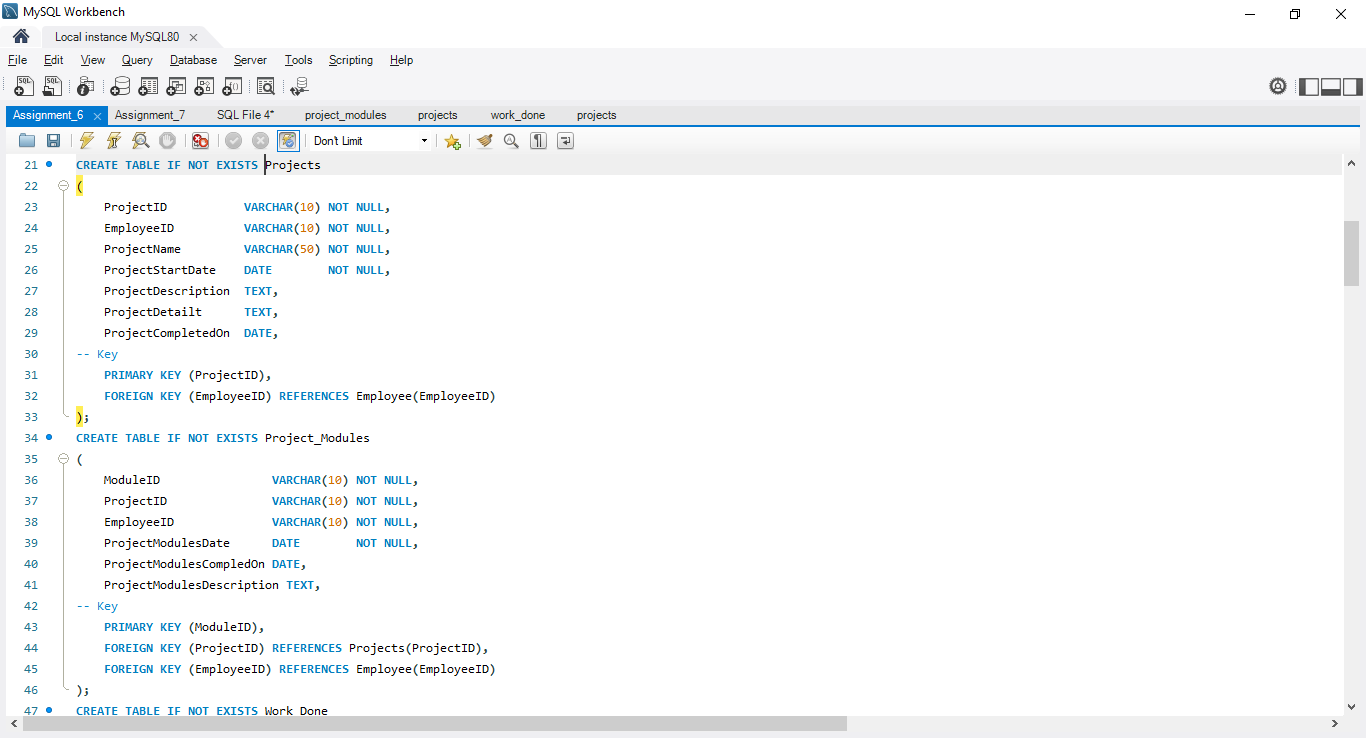 MySQL Workbench
Local instance MySQL80
File Edit View Query Database Server Tools Scripting Help
Assignment_6 Assignment_7 SQL File 4* project_modules projects work_done projects
Don't Limit
21 CREATE TABLE IF NOT EXISTS Projects
22 (
23 ProjectID VARCHAR(10) NOT NULL,
24 EmployeeID VARCHAR(10) NOT NULL,
25 ProjectName VARCHAR(50) NOT NULL,
26 ProjectStartDate DATE NOT NULL,
27 ProjectDescription TEXT,
28 ProjectDetailt TEXT,
29 ProjectCompletedOn DATE,
30 -- Key
31 PRIMARY KEY (ProjectID),
32 FOREIGN KEY (EmployeeID) REFERENCES Employee(EmployeeID)
33 );
34 CREATE TABLE IF NOT EXISTS Project_Modules
35 (
36 ModuleID VARCHAR(10) NOT NULL,
37 ProjectID VARCHAR(10) NOT NULL,
38 EmployeeID VARCHAR(10) NOT NULL,
39 ProjectModulesDate DATE NOT NULL,
40 ProjectModulesCompledOn DATE,
41 ProjectModulesDescription TEXT,
42 -- Key
43 PRIMARY KEY (ModuleID),
44 FOREIGN KEY (ProjectID) REFERENCES Projects(ProjectID),
45 FOREIGN KEY (EmployeeID) REFERENCES Employee(EmployeeID)
46 );
47 CREATE TABLE IF NOT EXISTS Work_Done